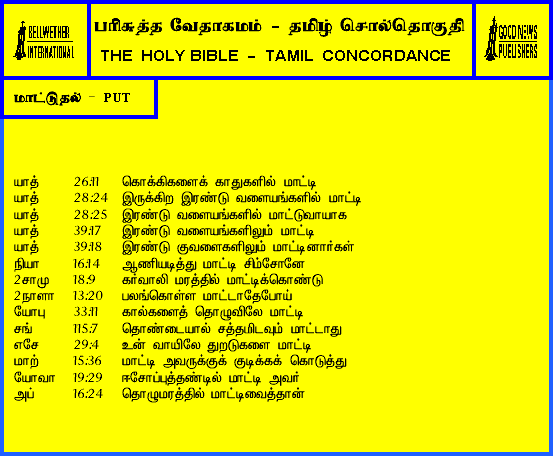 BELLWETHER
INTERNATIONAL
பரிசுத்த வேதாகமம் - தமிழ் சொல்தொகுதி
THE HOLY BIBLE - TAMIL CONCORDANCE
GOOD NEWS
PUBLISHERS
மாட்டுதல் - PUT
யாத் 26:11 கொக்கிகளைக் காதுகளில் மாட்டி
யாத் 28:24 இருக்கிற இரண்டு வளையங்களில் மாட்டி
யாத் 28:25 இரண்டு வளையங்களில் மாட்டுவாயாக
யாத் 39:17 இரண்டு வளையங்களிலும் மாட்டி
யாத் 39:18 இரண்டு குவளைகளிலும் மாட்டினார்கள்
நியா 16:14 ஆணியடித்து மாட்டி சிம்சோனே
2சாமு 18:9 கர்வாலி மரத்தில் மாட்டிக்கொண்டு
2நாளா 13:20 பலங்கொள்ள மாட்டாதேபோய்
யோபு 33:11 கால்களைத் தொழுவிலே மாட்டி
சங் 115:7 தொண்டையால் சத்தமிடவும் மாட்டாது
எசே 29:4 உன் வாயிலே துறடுகளை மாட்டி
மாற் 15:36 மாட்டி அவருக்குக் குடிக்கக் கொடுத்து
யோவா 19:29 ஈசோப்புத்தண்டில் மாட்டி அவர்
அப் 16:24 தொழுமரத்தில் மாட்டிவைத்தான்